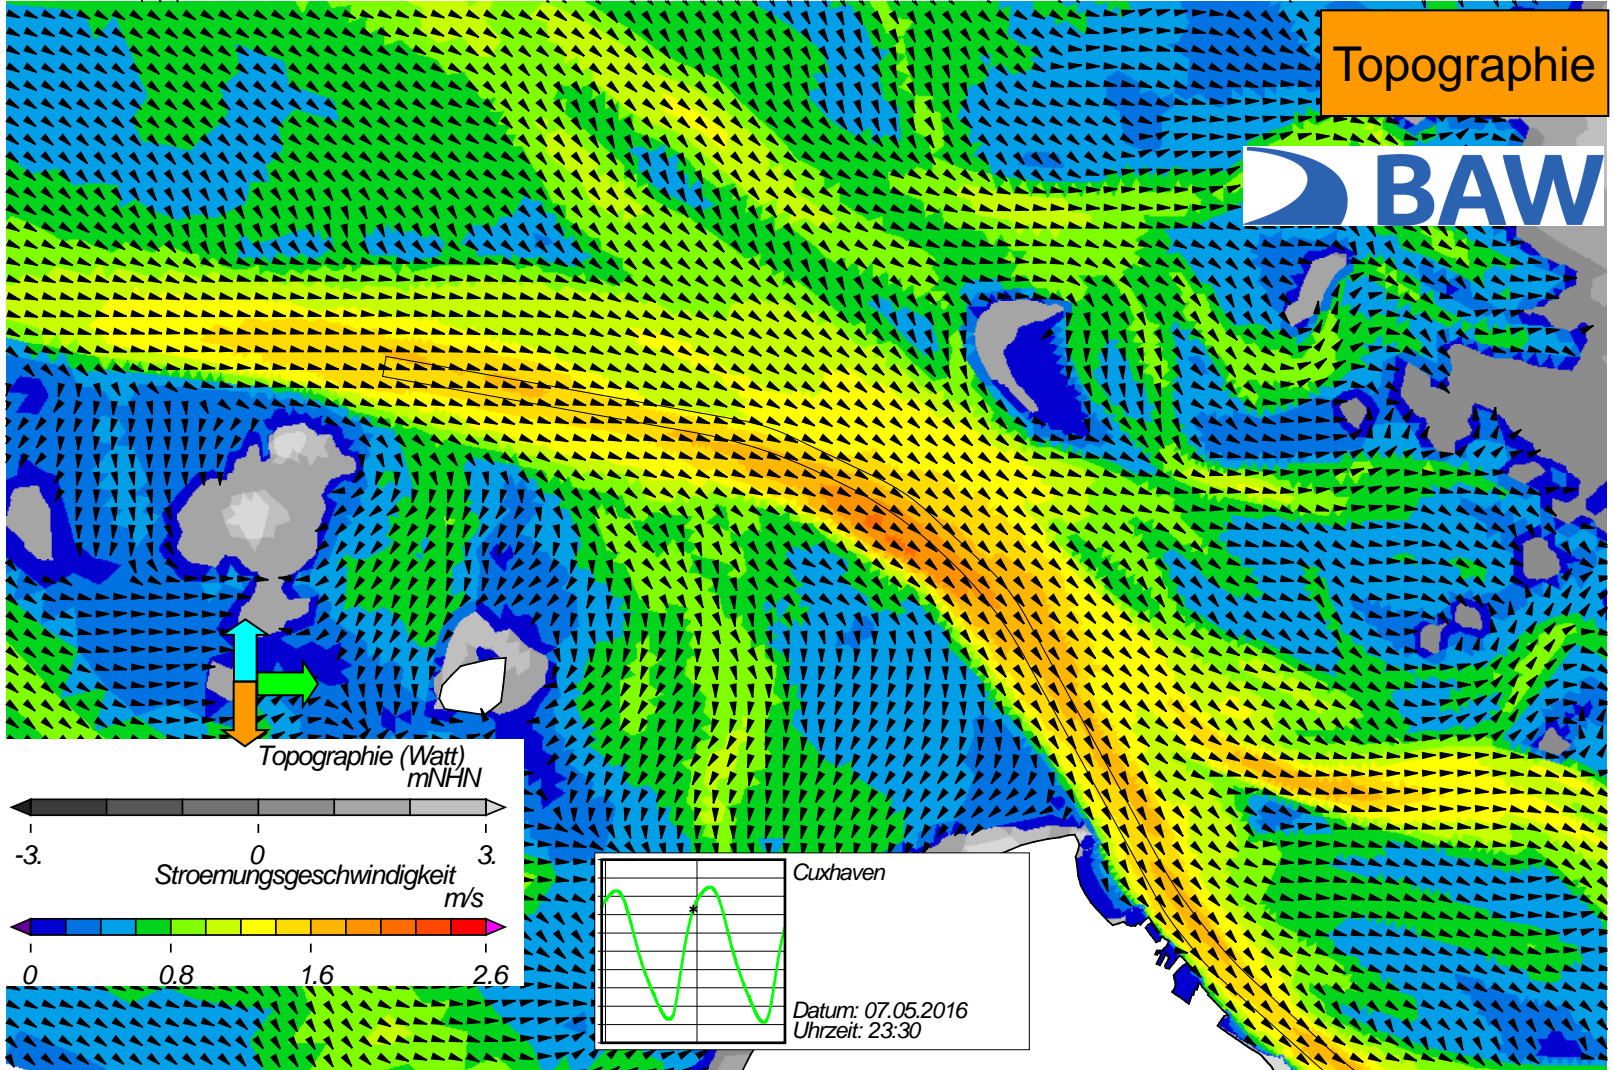 Topographie
BAW
Topographie (Watt)
mNHN
-3. 0 3.
Stroemungsgeschwindigkeit
m/s
0 0.8 1.6 2.6
Cuxhaven
Datum: 07.05.2016
Uhrzeit: 23:30